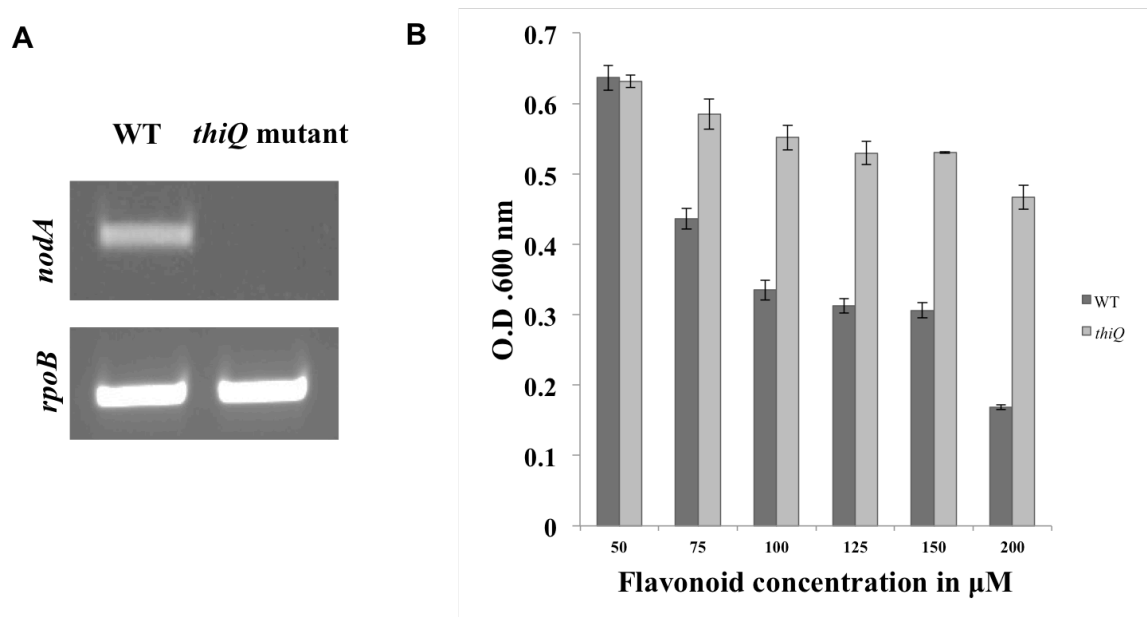 A
WT thiQ mutant
nodA
rpoB
B
O.D .600 nm
0.7
0.6
0.5
0.4
0.3
0.2
0.1
0
50 75 100 125 150 200
Flavonoid concentration in µM
WT
thiQ